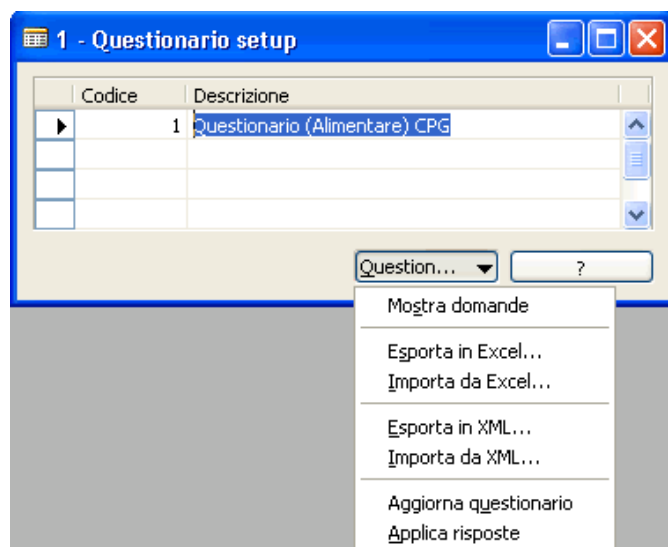 1 - Questionario setup
Codice Descrizione
1 Questionario (Alimentare) CPG
Question... ?
Mostra domande
Esporta in Excel...
Importa da Excel...
Esporta in XML...
Importa da XML...
Aggiorna questionario
Applica risposte